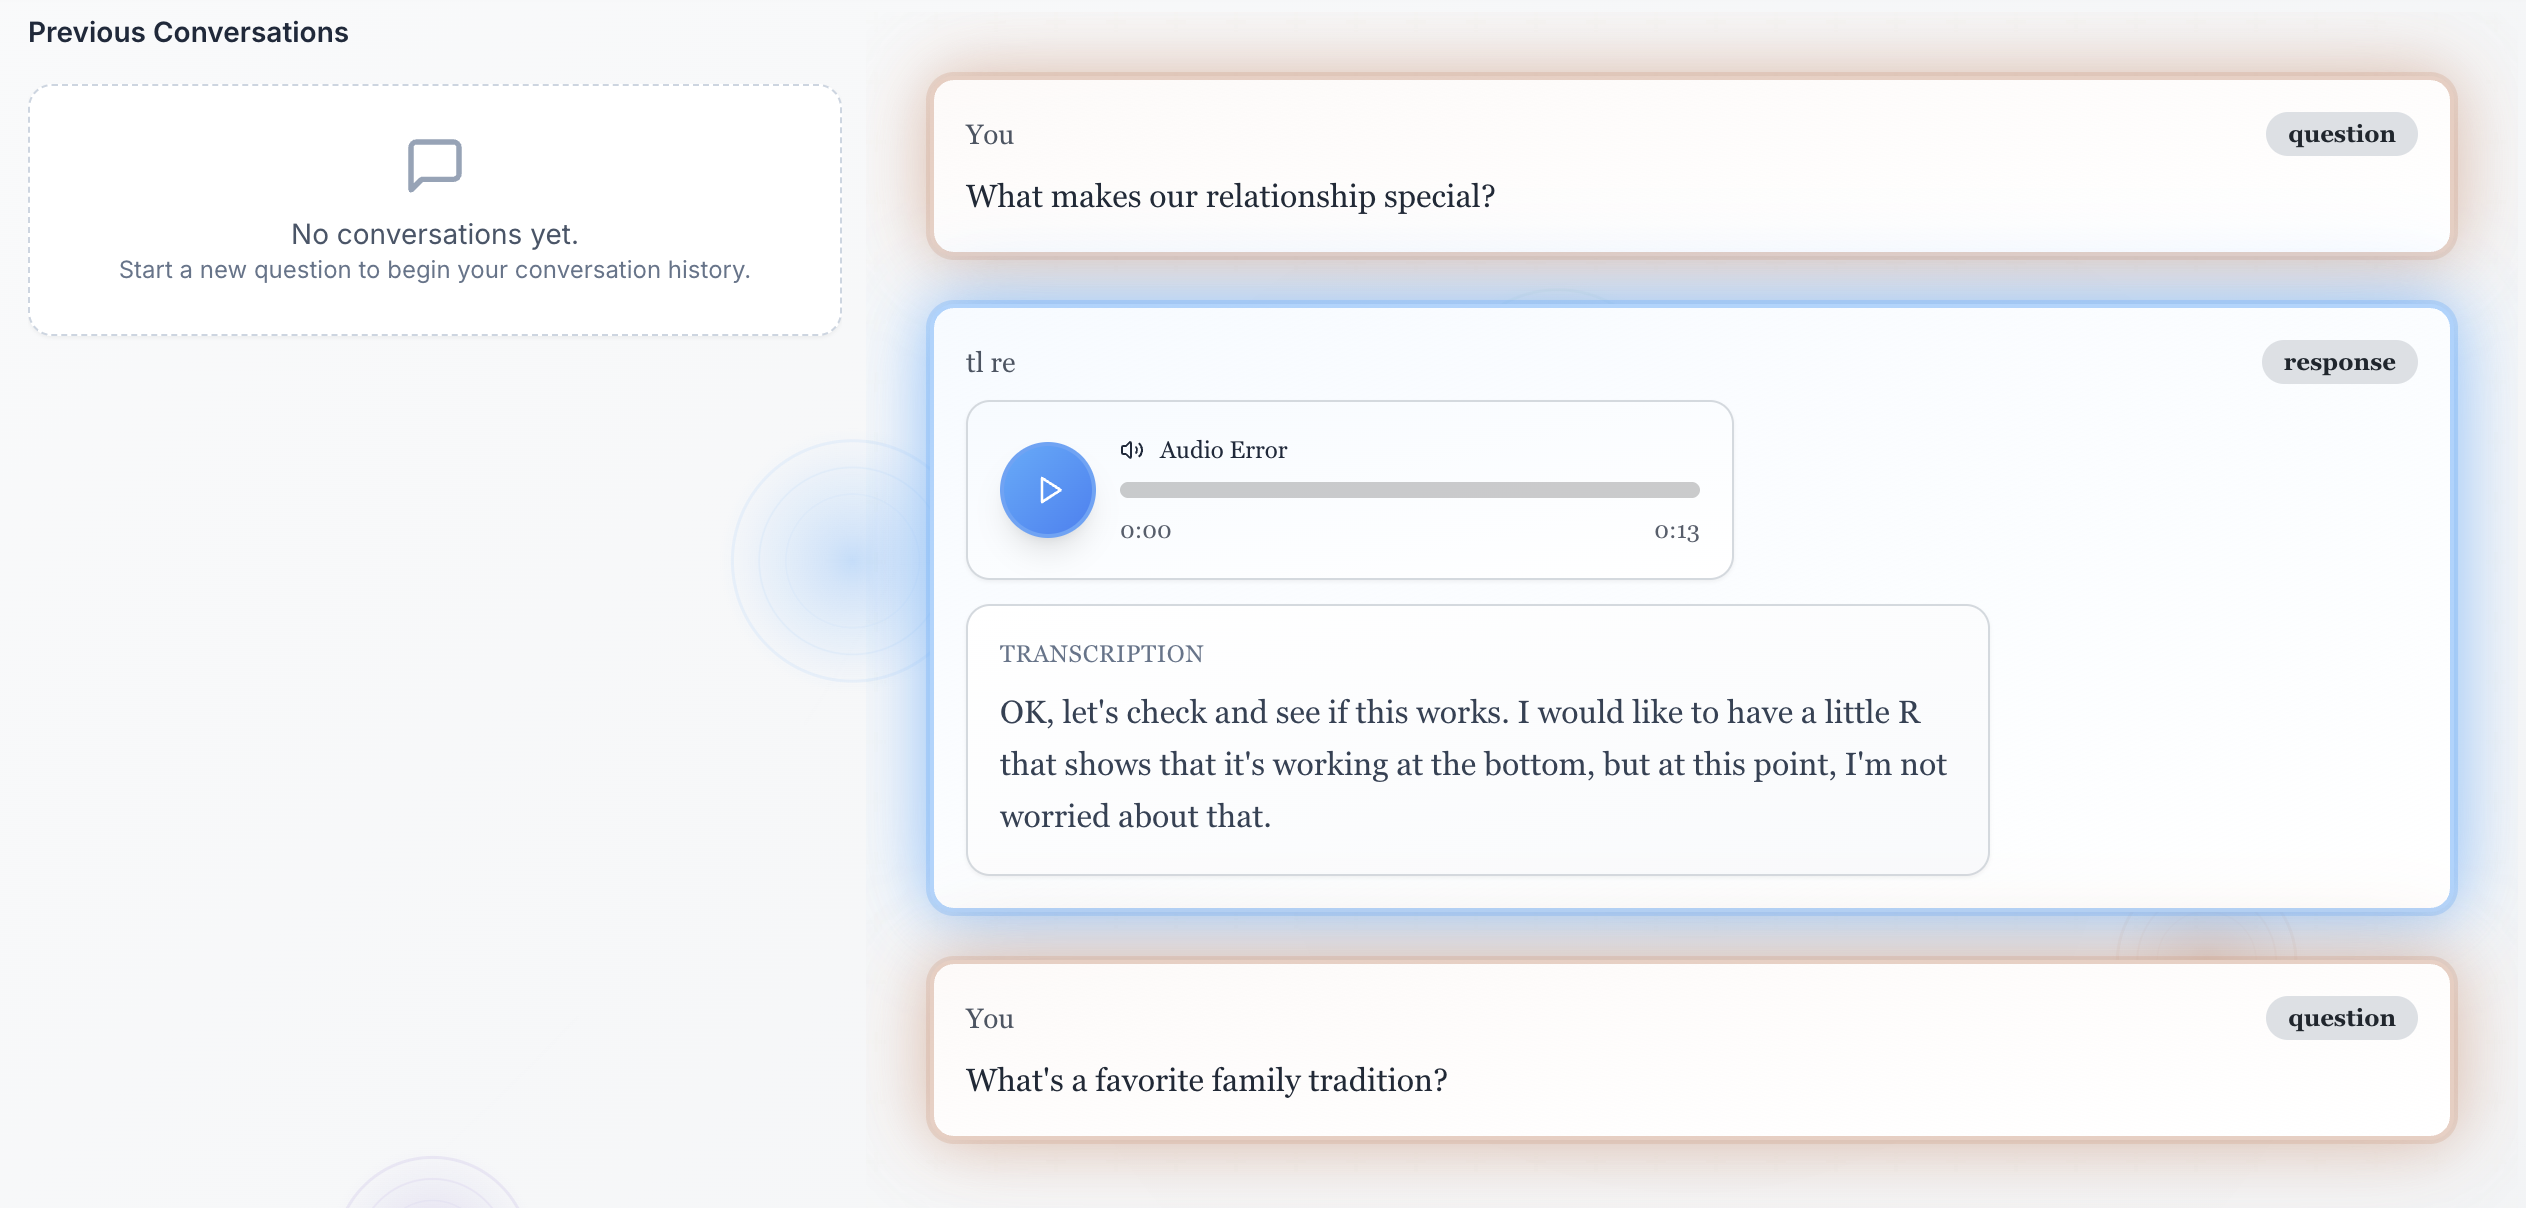 Previous Conversations
No conversations yet.
Start a new question to begin your conversation history.
You
question
What makes our relationship special?
tl re
response
Audio Error
0:00
0:13
TRANSCRIPTION
OK, let's check and see if this works. I would like to have a little R
that shows that it's working at the bottom, but at this point, I'm not
worried about that.
You
question
What's a favorite family tradition?